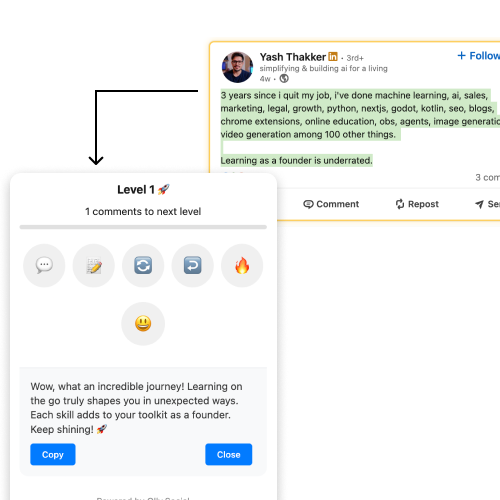 Yash Thakker in • 3rd+
+ Follow
simplifying & building ai for a living
4w •
3 years since i quit my job, i've done machine learning, ai, sales,
marketing, legal, growth, python, nextjs, godot, kotlin, seo, blogs,
chrome extensions, online education, obs, agents, image generatio
video generation among 100 other things.
Learning as a founder is underrated.
3 com
Comment
Repost
Se
Level 1 🚀
1 comments to next level
Wow, what an incredible journey! Learning on
the go truly shapes you in unexpected ways.
Each skill adds to your toolkit as a founder.
Keep shining! 🚀
Copy
Close